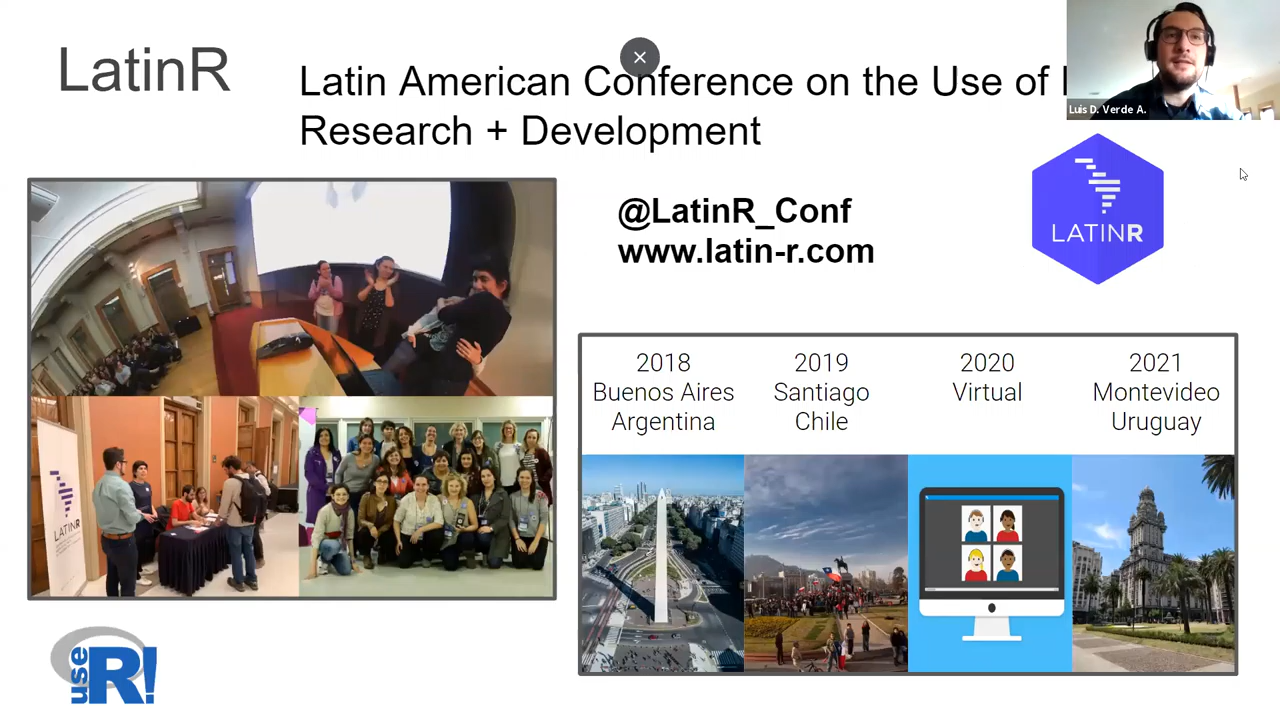 LatinR
Latin American Conference on the Use of
Research + Development
Luis D. Verde A.
@LatinR_Conf
www.latin-r.com
LATINR
2018
Buenos Aires
Argentina
2019
Santiago
Chile
2020
Virtual
2021
Montevideo
Uruguay
LATINR
useR!